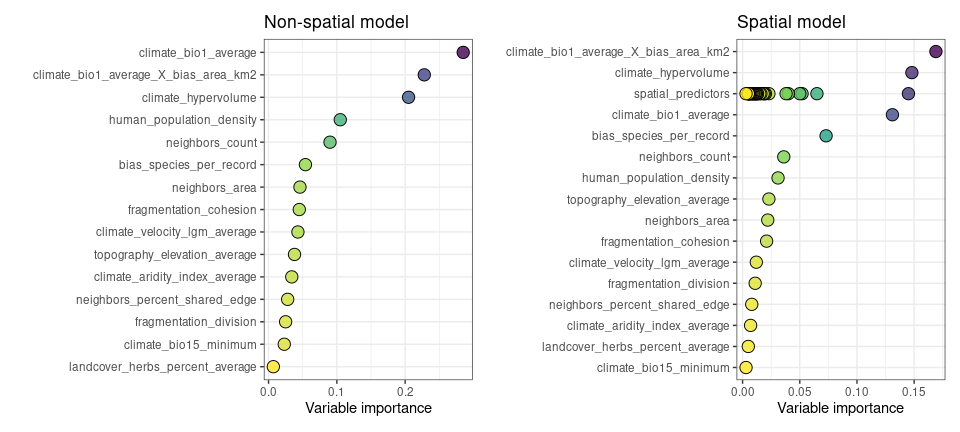 Non-spatial model
climate_bio1_average
climate_bio1_average_X_bias_area_km2
climate_hypervolume
human_population_density
neighbors_count
bias_species_per_record
neighbors_area
fragmentation_cohesion
climate_velocity_lgm_average
topography_elevation_average
climate_aridity_index_average
neighbors_percent_shared_edge
fragmentation_division
climate_bio15_minimum
landcover_herbs_percent_average
0.0 0.1 0.2
Variable importance
Spatial model
climate_bio1_average_X_bias_area_km2
climate_hypervolume
spatial_predictors
climate_bio1_average
bias_species_per_record
neighbors_count
human_population_density
topography_elevation_average
neighbors_area
fragmentation_cohesion
climate_velocity_lgm_average
fragmentation_division
neighbors_percent_shared_edge
climate_aridity_index_average
landcover_herbs_percent_average
climate_bio15_minimum
0.00 0.05 0.10 0.15
Variable importance